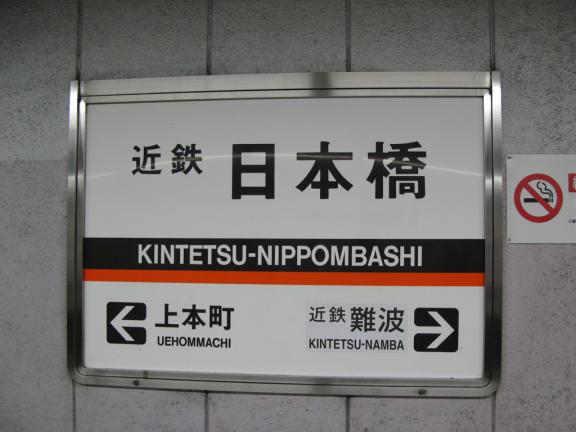 近鉄 日本橋
KINTETSU-NIPPOMBASHI
上本町
UEHOMMACHI
近鉄 難波
KINTETSU-NAMBA